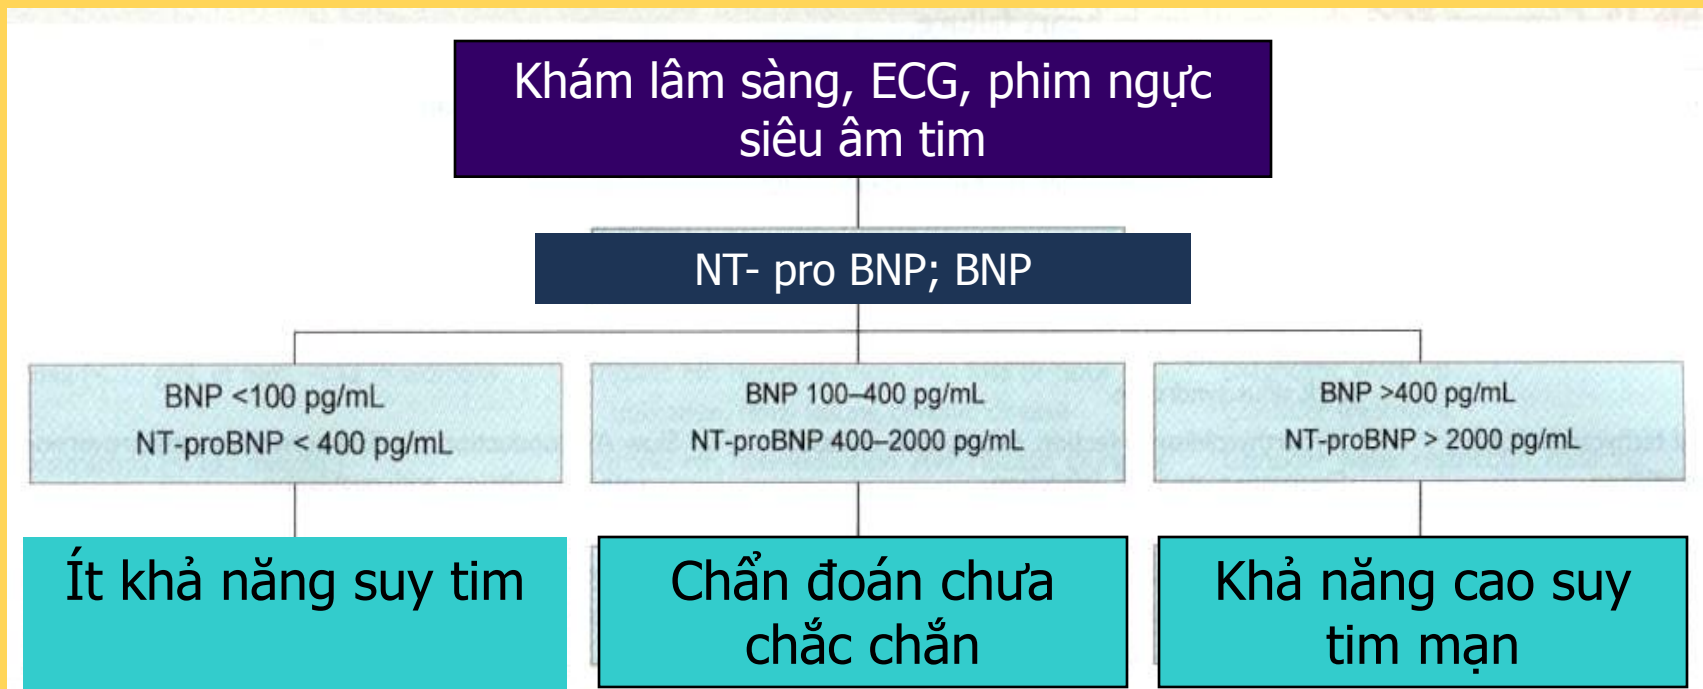 Khám lâm sàng, ECG, phim ngực
siêu âm tim
NT- pro BNP; BNP
BNP <100 pg/mL
NT-proBNP < 400 pg/mL
BNP 100–400 pg/mL
NT-proBNP 400–2000 pg/mL
BNP >400 pg/mL
NT-proBNP > 2000 pg/mL
Ít khả năng suy tim
Chẩn đoán chưa
chắc chắn
Khả năng cao suy
tim mạn